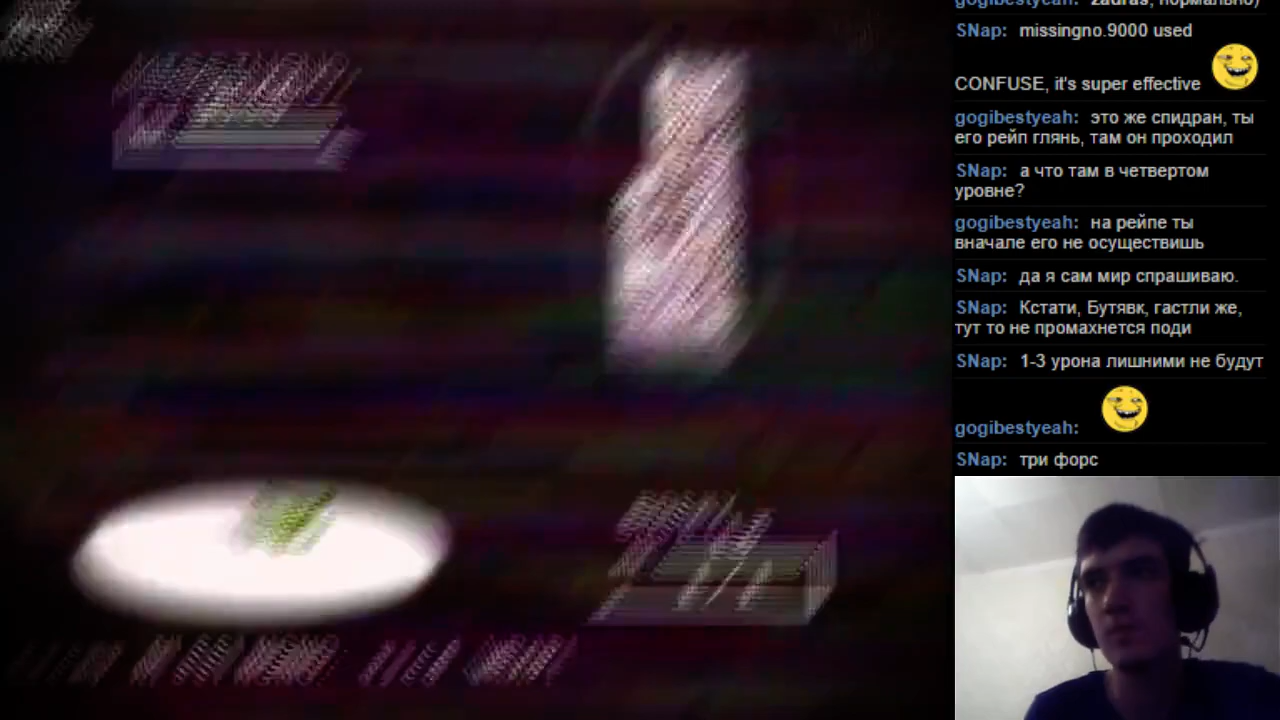 gogibestyeah: zadras, нормально)
SNap: missingno.9000 used
CONFUSE, it's super effective
gogibestyeah: это же спидран, ты
его рейп глянь, там он проходил
SNap: а что там в четвертом
уровне?
gogibestyeah: на рейпе ты
вначале его не осуществишь
SNap: да я сам мир спрашиваю.
SNap: Кстати, Бутявк, гастли же,
тут то не промахнется поди
SNap: 1-3 урона лишними не будут
gogibestyeah:
SNap: три форс